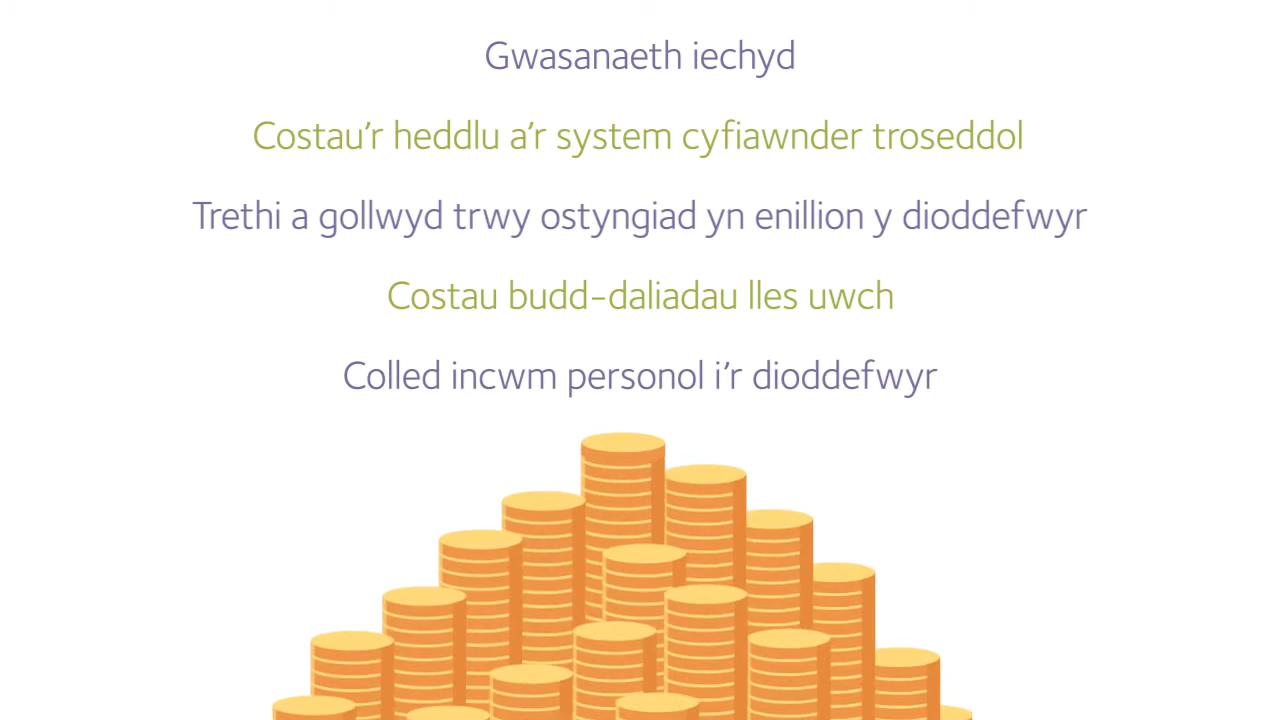 Gwasanaeth iechyd
Costau’r heddlu a’r system cyfiawnder troseddol
Trethi a gollwyd trwy ostyngiad yn enillion y dioddefwyr
Costau budd-daliadau lles uwch
Colled incwm personol i’r dioddefwyr